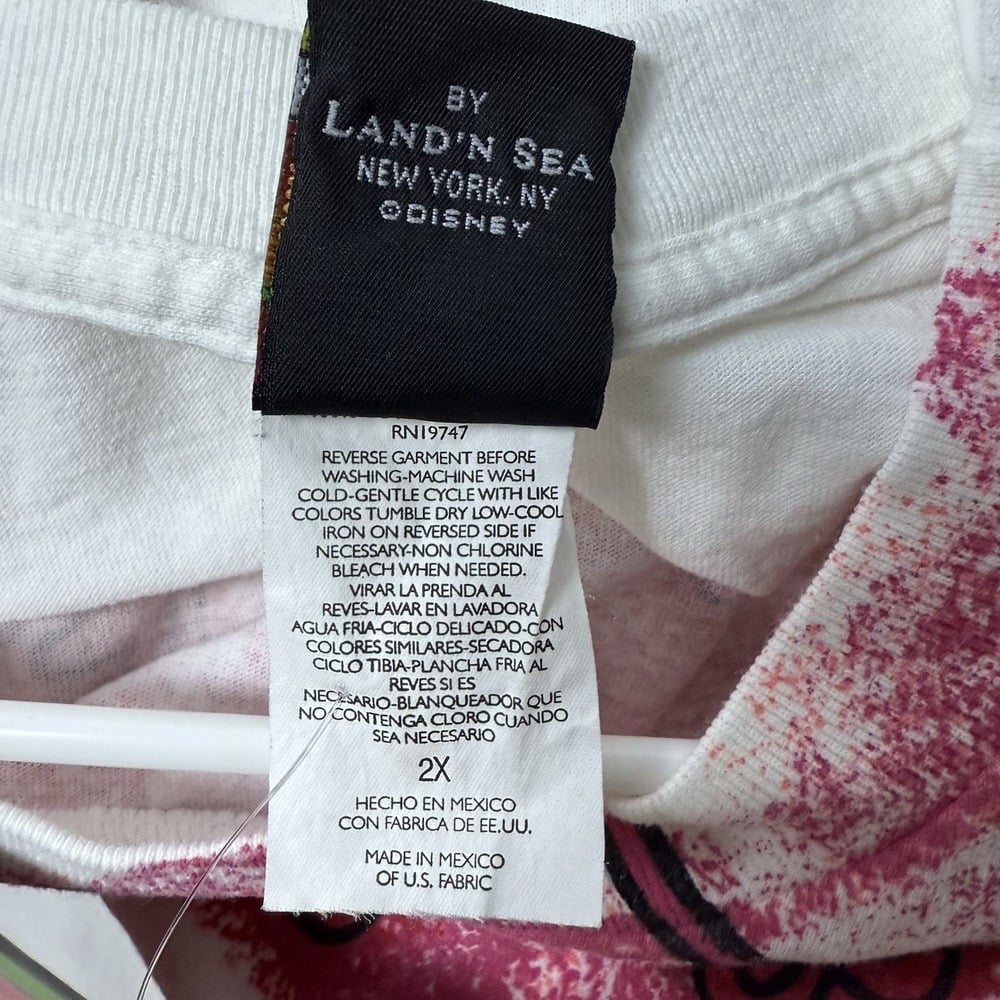 BY
LAND'N SEA
NEW YORK, NY
©DISNEY
RN19747
REVERSE GARMENT BEFORE
WASHING-MACHINE WASH
COLD-GENTLE CYCLE WITH LIKE
COLORS TUMBLE DRY LOW-COOL
IRON ON REVERSED SIDE IF
NECESSARY-NON CHLORINE
BLEACH WHEN NEEDED.
VIRAR LA PRENDA AL
REVES-LAVAR EN LAVADORA
AGUA FRIA-CICLO DELICADO-CON
COLORES SIMILARES-SECADORA
CICLO TIBIA-PLANCHA FRIA AL
REVES SI ES
NECESARIO-BLANQUEADOR QUE
NO CONTENGA CLORO CUANDO
SEA NECESARIO
2X
HECHO EN MEXICO
CON FABRICA DE EE.UU.
MADE IN MEXICO
OF U.S. FABRIC